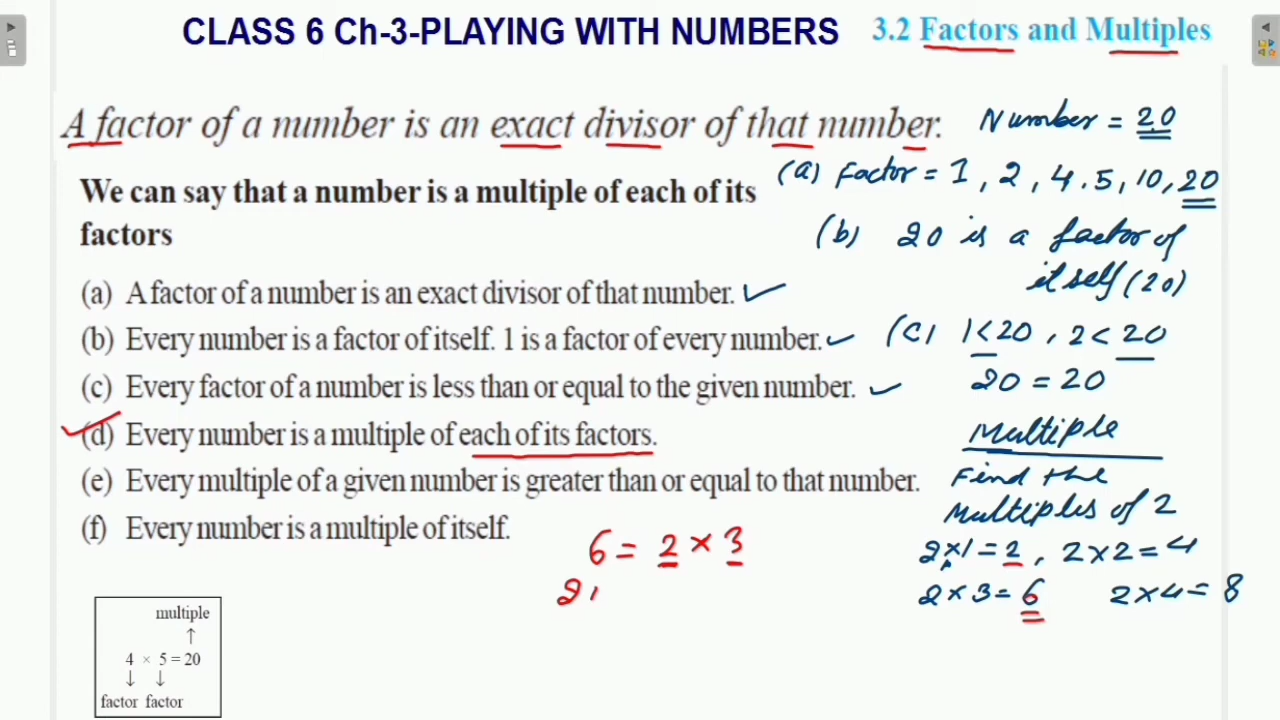 CLASS 6 Ch-3-PLAYING WITH NUMBERS 3.2 Factors and Multiples
A factor of a number is an exact divisor of that number.
We can say that a number is a multiple of each of its
factors
(a) A factor of a number is an exact divisor of that number.
(b) Every number is a factor of itself. 1 is a factor of every number.
(c) Every factor of a number is less than or equal to the given number.
(d) Every number is a multiple of each of its factors.
(e) Every multiple of a given number is greater than or equal to that number.
(f) Every number is a multiple of itself.
6 = 2 × 3
2,
multiple
↑
4 × 5 = 20
↓ ↓
factor factor
Number = 20
(a) Factor = 1, 2, 4. 5, 10, 20
(b) 20 is a factor of
itself (20)
(c) 1<20, 2<20
20 = 20
Multiple
Find the
Multiples of 2
2×1=2, 2×2=4
2×3=6 2×4=8